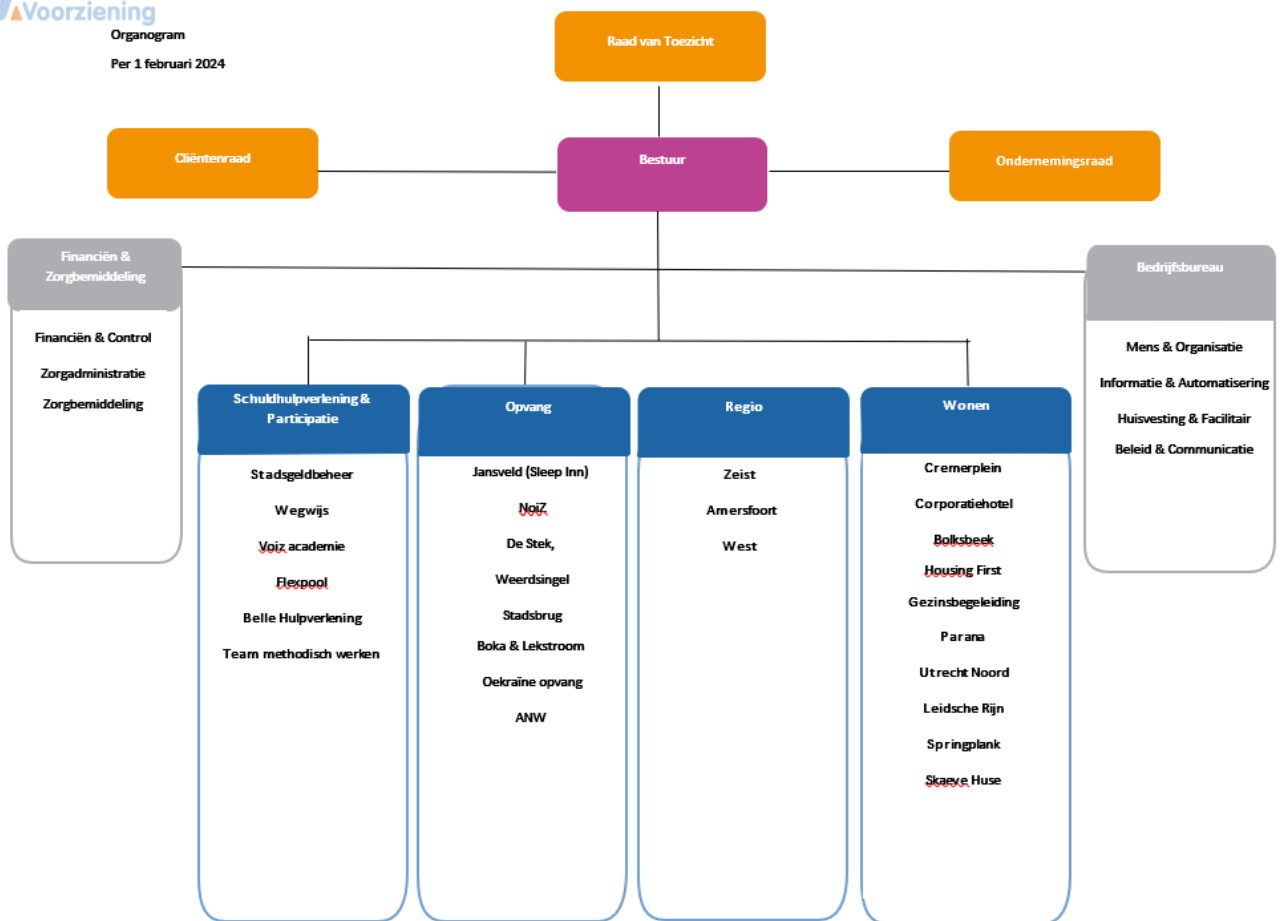 Voorziening
Organogram
Per 1 februari 2024
Raad van Toezicht
Cliëntenraad
Bestuur
Ondernemingsraad
Financiën &
Zorgbemiddeling
Financiën & Control
Zorgadministratie
Zorgbemiddeling
Bedrijfsbureau
Mens & Organisatie
Informatie & Automatisering
Huisvesting & Facilitair
Beleid & Communicatie
Schuldhulpverlening &
Participatie
Stadsgeldbeheer
Wegwijs
Voiz academie
Flexpool
Belle Hulpverlening
Team methodisch werken
Opvang
Jansveld (Sleep Inn)
NoiZ
De Stek,
Weerdsingel
Stadsbrug
Boka & Lekstroom
Oekraïne opvang
ANW
Regio
Zeist
Amersfoort
West
Wonen
Cremerplein
Corporatiehotel
Bolksbeek
Housing First
Gezinsbegeleiding
Parana
Utrecht Noord
Leidsche Rijn
Springplank
Skaeve Huse